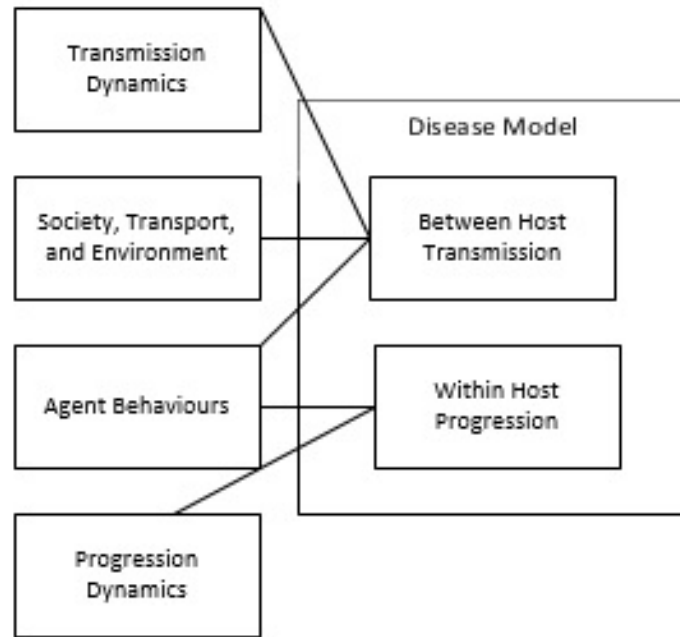 Transmission
Dynamics
Disease Model
Society, Transport,
and Environment
Between Host
Transmission
Agent Behaviours
Within Host
Progression
Progression
Dynamics